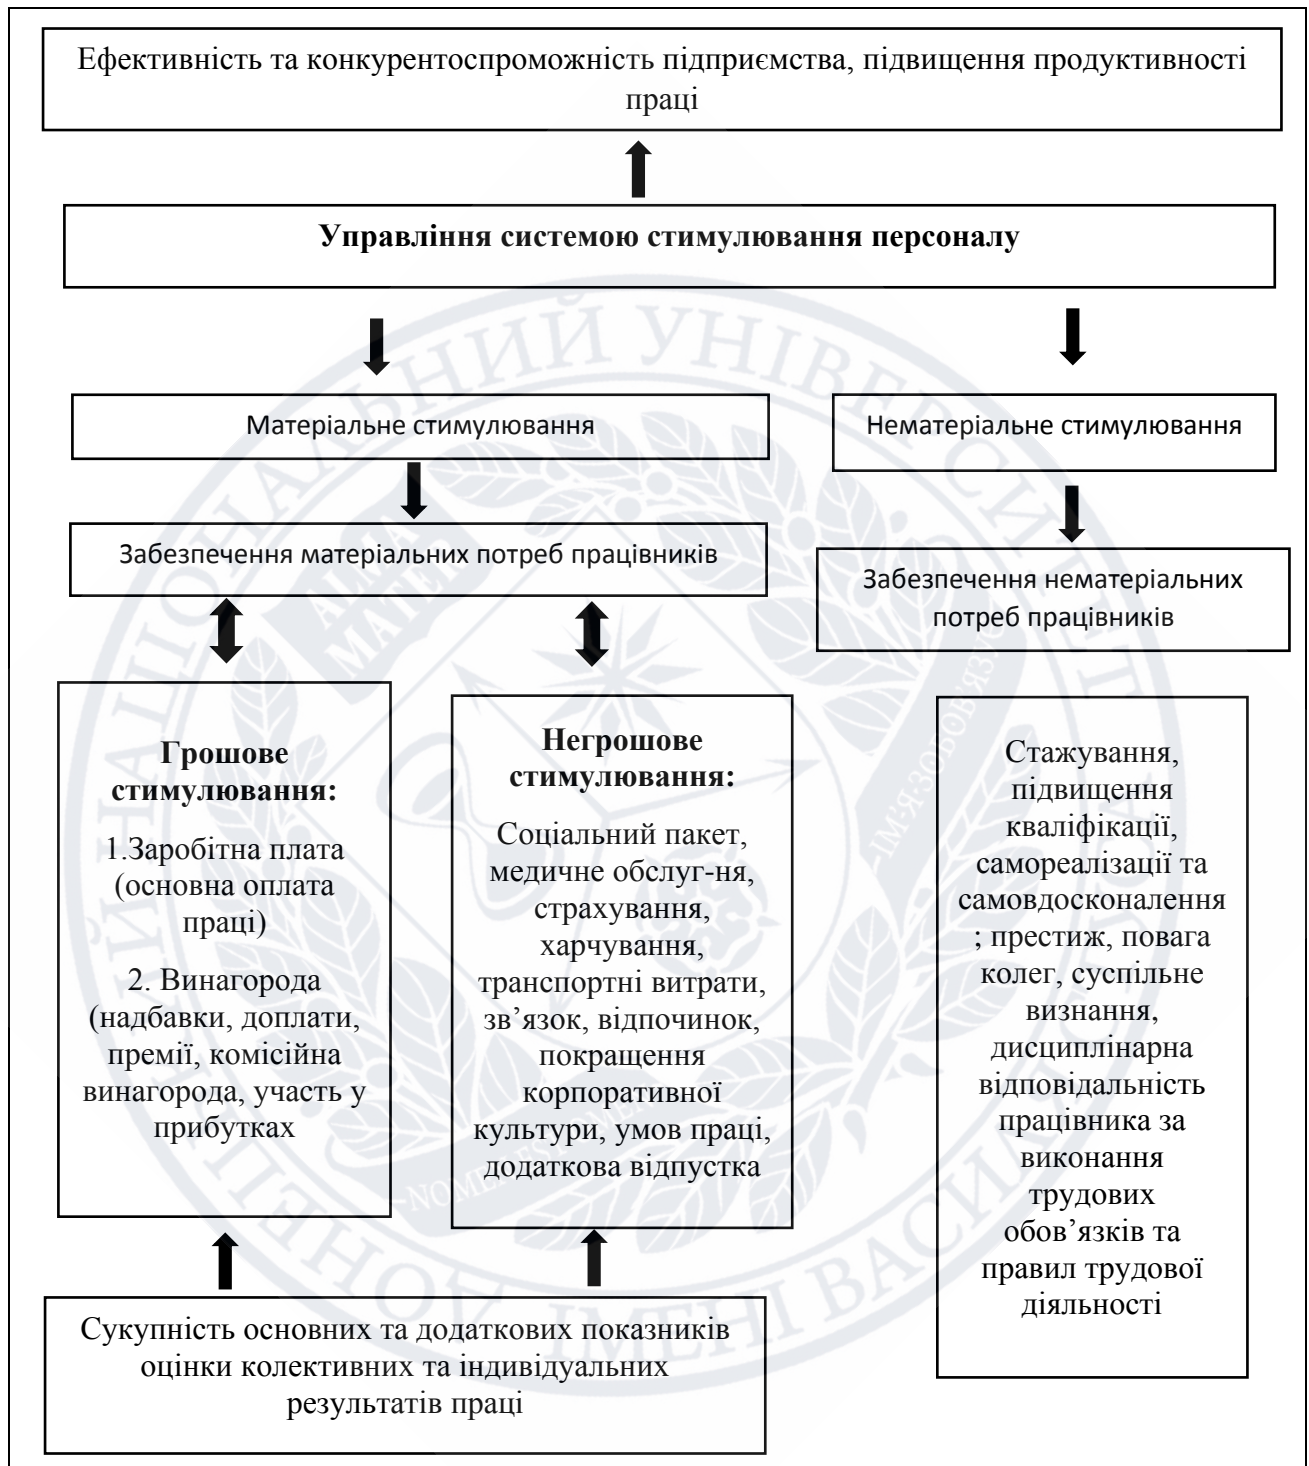 Ефективність та конкурентоспроможність підприємства, підвищення продуктивності
праці
Управління системою стимулювання персоналу
Матеріальне стимулювання
Нематеріальне стимулювання
Забезпечення матеріальних потреб працівників
Забезпечення нематеріальних
потреб працівників
Грошове
стимулювання:
1.Заробітна плата
(основна оплата
праці)
2. Винагорода
(надбавки, доплати,
премії, комісійна
винагорода, участь у
прибутках
Негрошове
стимулювання:
Соціальний пакет,
медичне обслуг-ня,
страхування,
харчування,
транспортні витрати,
зв’язок, відпочинок,
покращення
корпоративної
культури, умов праці,
додаткова відпустка
Стажування,
підвищення
кваліфікації,
самореалізації та
самовдосконалення
; престиж, повага
колег, суспільне
визнання,
дисциплінарна
відповідальність
працівника за
виконання
трудових
обов’язків та
правил трудової
діяльності
Сукупність основних та додаткових показників
оцінки колективних та індивідуальних
результатів праці
ALMA
MATER